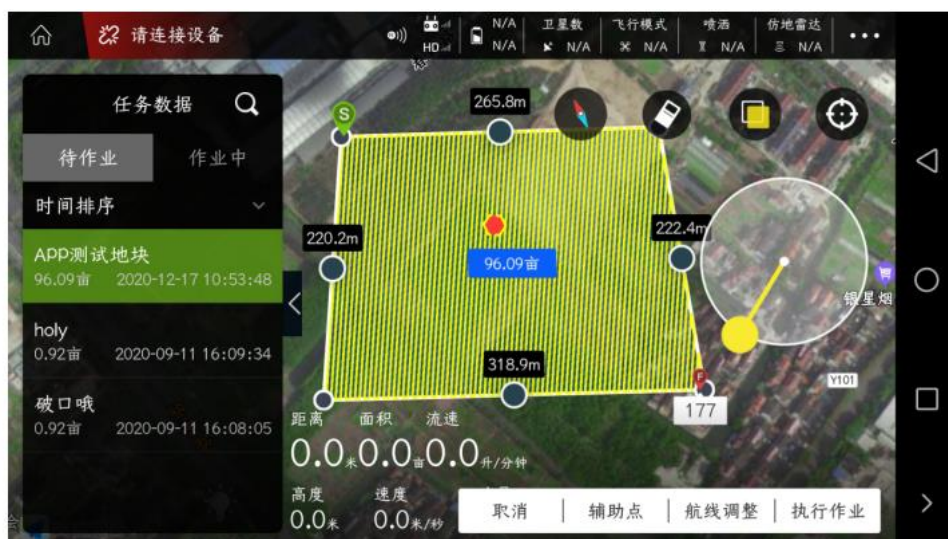 请连接设备
HD
N/A
N/A
卫星数
N/A
飞行模式
N/A
喷洒
N/A
仿地雷达
N/A
任务数据
待作业
作业中
时间排序
APP测试地块
96.09亩 2020-12-17 10:53:48
holy
0.92亩 2020-09-11 16:09:34
破口哦
0.92亩 2020-09-11 16:08:05
S
265.8m
220.2m
222.4m
96.09亩
318.9m
F
177
银星烟
Y101
距离 面积 流速
0.0米 0.0亩 0.0升/分钟
高度 速度
0.0米 0.0米/秒
取消 辅助点 航线调整 执行作业